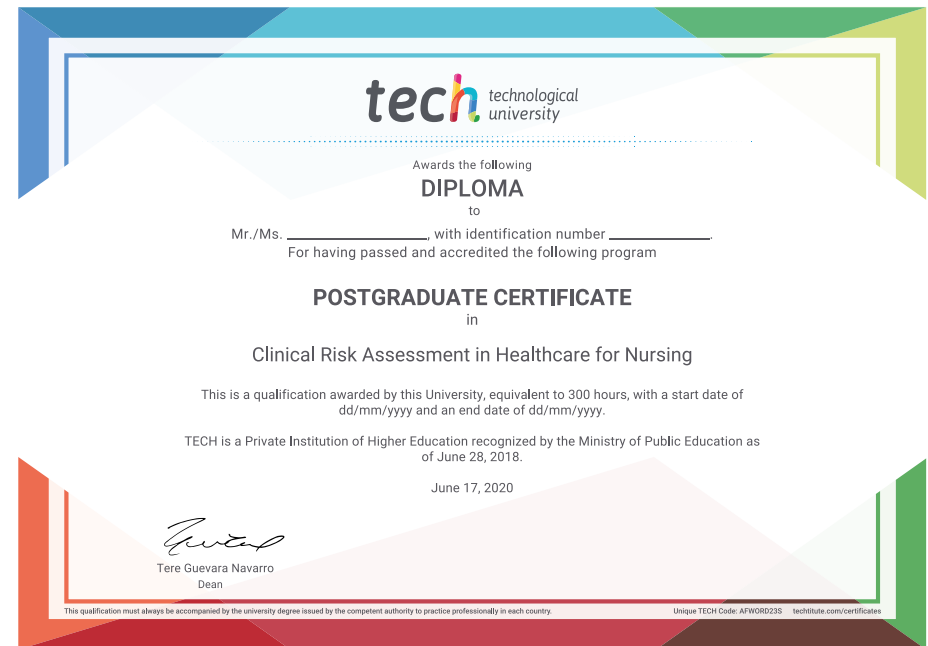 tech technological
university
Awards the following
DIPLOMA
to
Mr./Ms. ____________________, with identification number ______________.
For having passed and accredited the following program
POSTGRADUATE CERTIFICATE
in
Clinical Risk Assessment in Healthcare for Nursing
This is a qualification awarded by this University, equivalent to 300 hours, with a start date of
dd/mm/yyyy and an end date of dd/mm/yyyy.
TECH is a Private Institution of Higher Education recognized by the Ministry of Public Education as
of June 28, 2018.
June 17, 2020
Tere Guevara Navarro
Dean
This qualification must always be accompanied by the university degree issued by the competent authority to practice professionally in each country.
Unique TECH Code: AFWORD23S techtitute.com/certificates